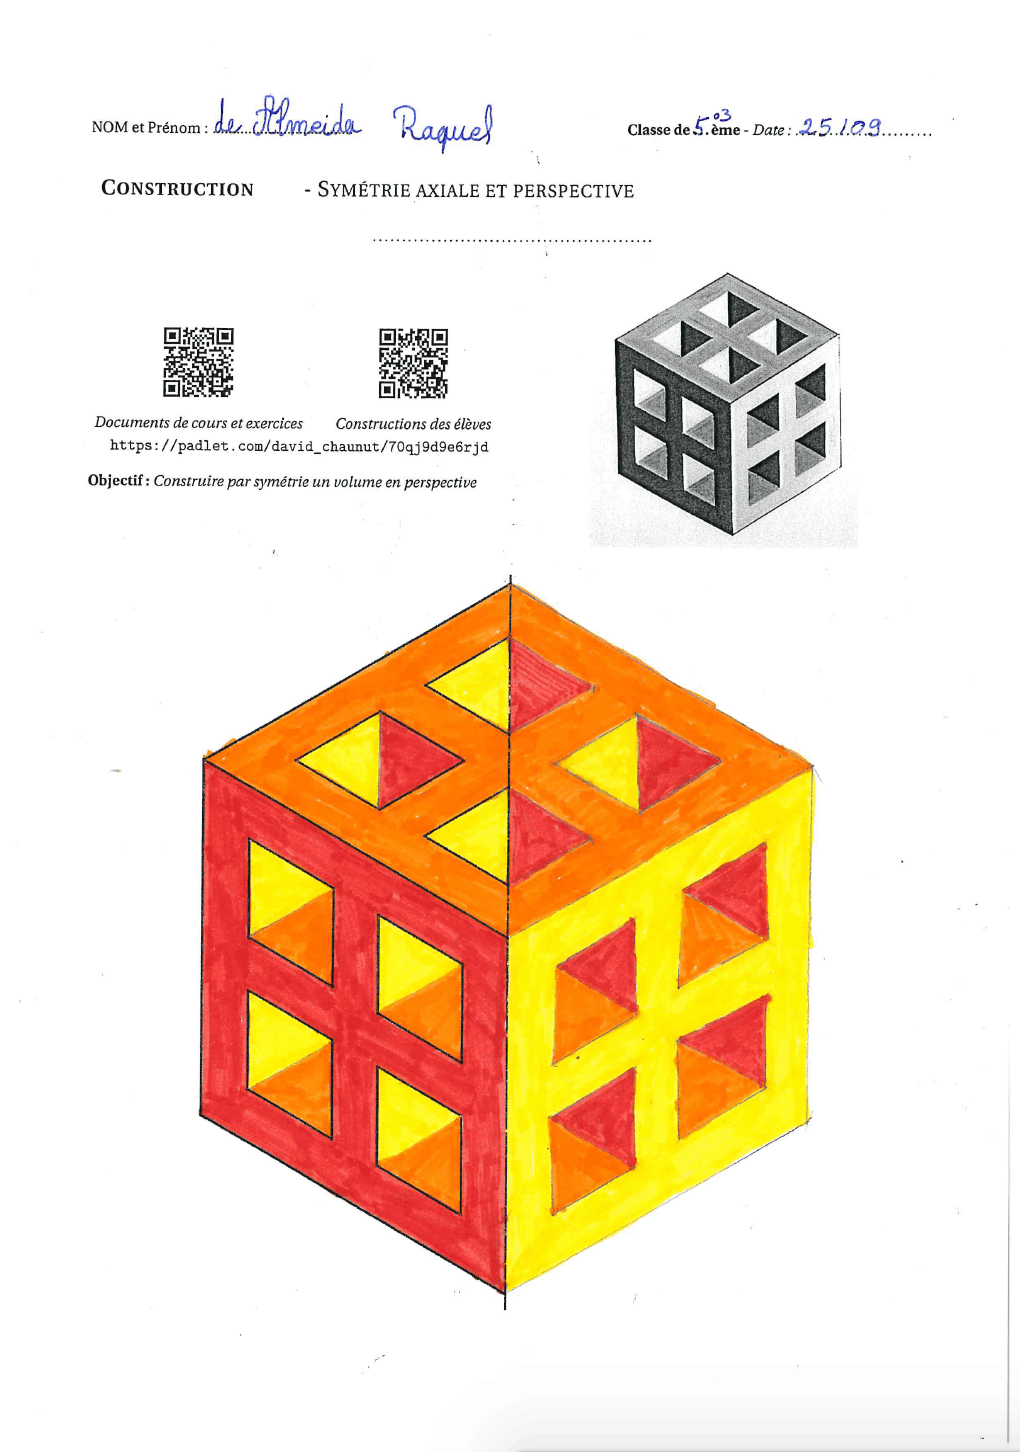 NOM et Prénom : de Almeida Raquel Classe de 5.ème 03 - Date : 25/09
CONSTRUCTION - SYMÉTRIE AXIALE ET PERSPECTIVE
Documents de cours et exercices Constructions des élèves
https://padlet.com/david_chaunut/70qj9d9e6rjd
Objectif : Construire par symétrie un volume en perspective